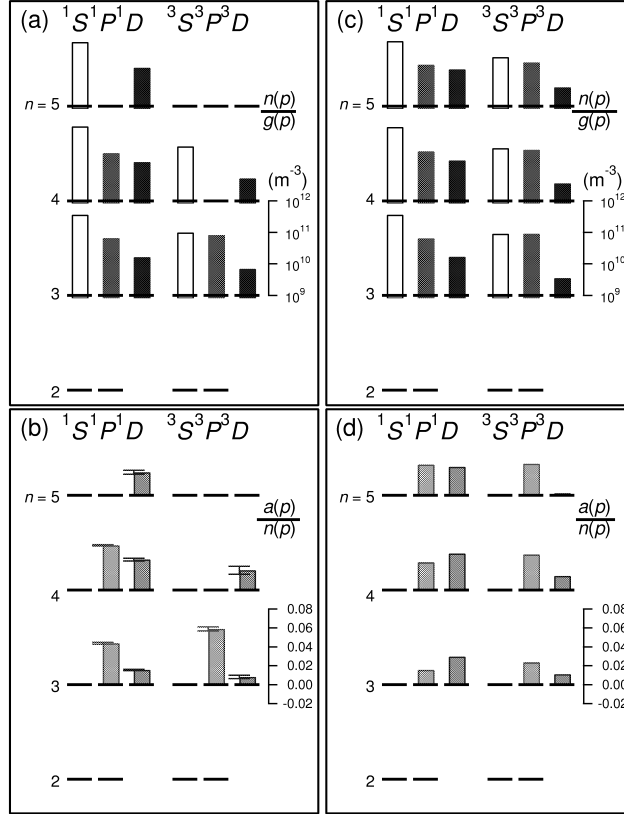 (a) ¹S ¹P ¹D ³S ³P ³D
n = 5
n(p)
g(p)
(m⁻³)
4
10¹²
10¹¹
10¹⁰
3
10⁹
2
(c) ¹S ¹P ¹D ³S ³P ³D
n = 5
n(p)
g(p)
(m⁻³)
4
10¹²
10¹¹
10¹⁰
3
10⁹
2
(b) ¹S ¹P ¹D ³S ³P ³D
n = 5
a(p)
n(p)
4
0.08
0.06
0.04
0.02
3
0.00
-0.02
2
(d) ¹S ¹P ¹D ³S ³P ³D
n = 5
a(p)
n(p)
4
0.08
0.06
0.04
0.02
3
0.00
-0.02
2